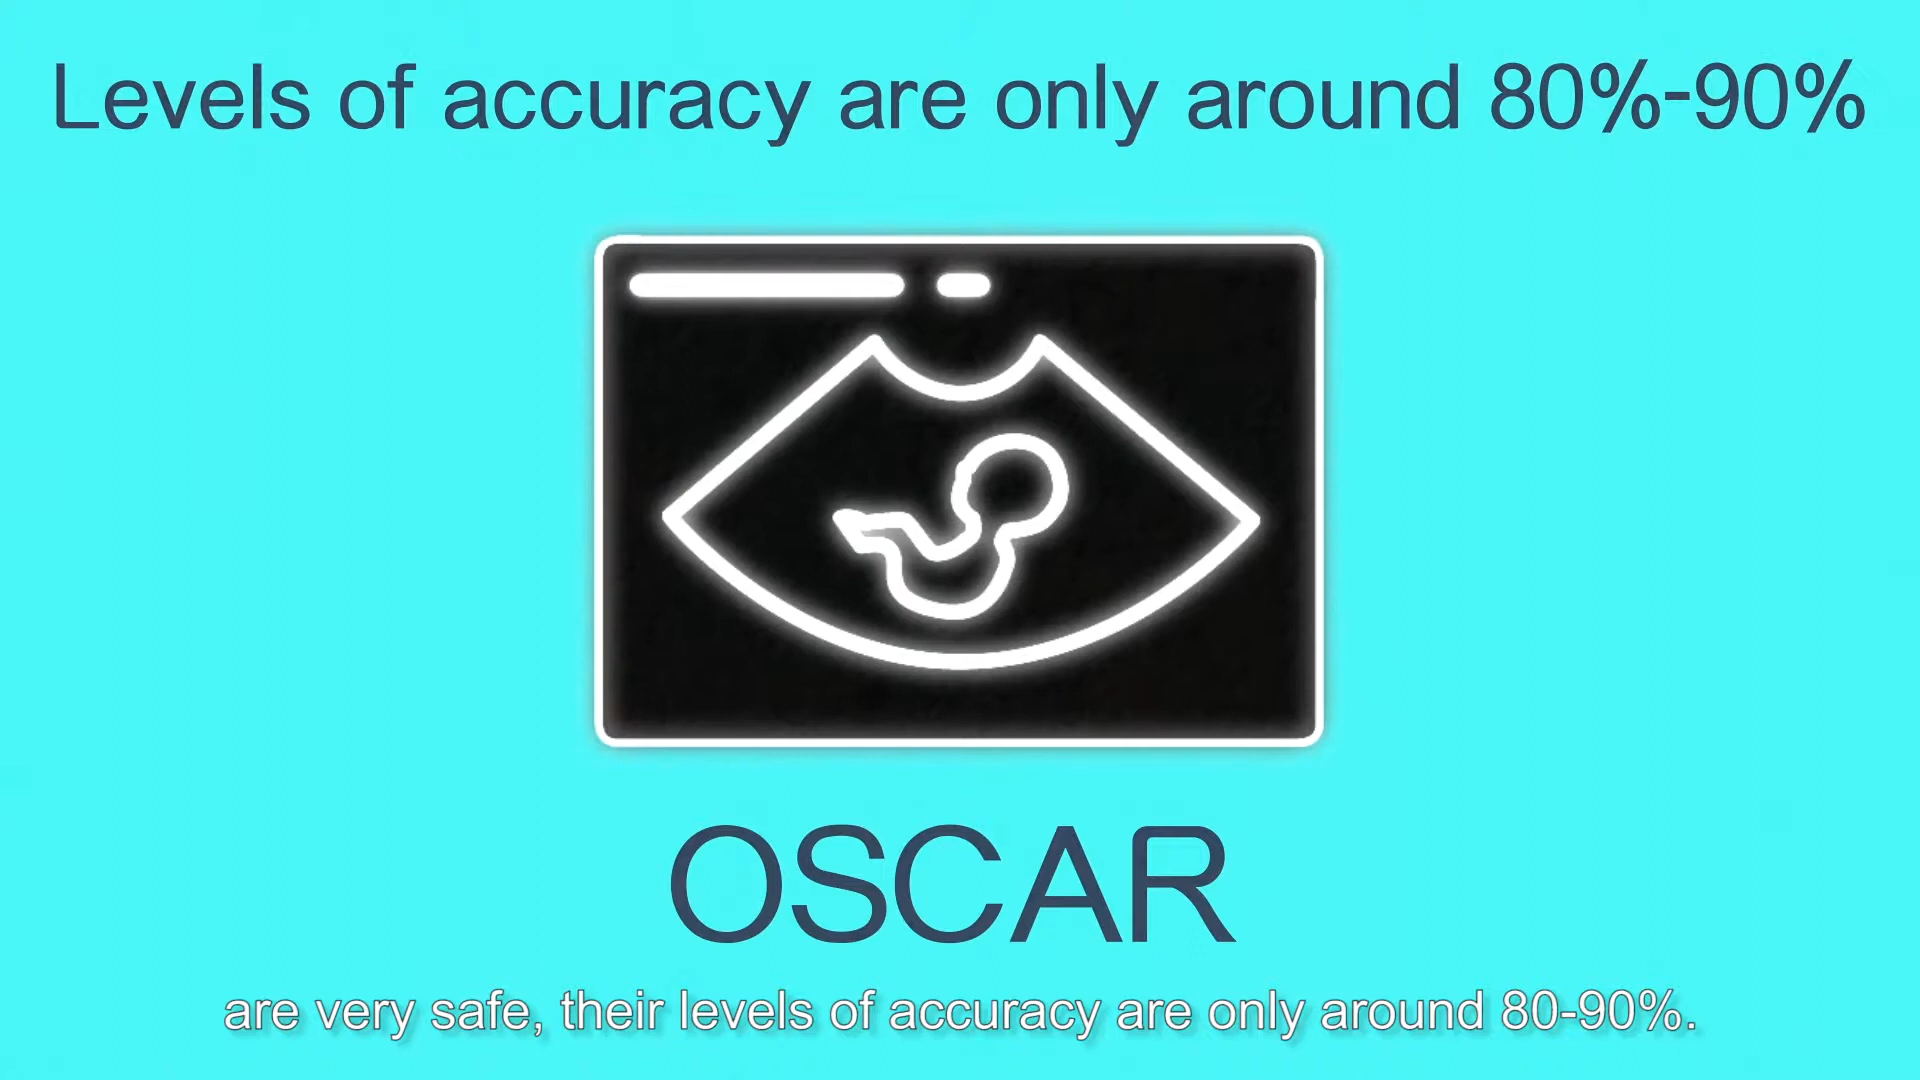 Levels of accuracy are only around 80%-90%
OSCAR
are very safe, their levels of accuracy are only around 80-90%.